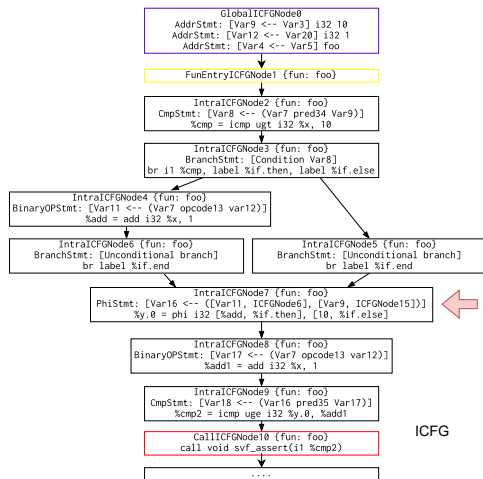 GlobalICFGNode0
AddrStmt: [Var9 <-- Var3] i32 10
AddrStmt: [Var12 <-- Var20] i32 1
AddrStmt: [Var4 <-- Var5] foo
FunEntryICFGNode1 {fun: foo}
IntraICFGNode2 {fun: foo}
CmpStmt: [Var8 <-- (Var7 pred34 Var9)]
%cmp = icmp ugt i32 %x, 10
IntraICFGNode3 {fun: foo}
BranchStmt: [Condition Var8]
br i1 %cmp, label %if.then, label %if.else
IntraICFGNode4 {fun: foo}
BinaryOPStmt: [Var11 <-- (Var7 opcode13 var12)]
%add = add i32 %x, 1
IntraICFGNode6 {fun: foo}
BranchStmt: [Unconditional branch]
br label %if.end
IntraICFGNode5 {fun: foo}
BranchStmt: [Unconditional branch]
br label %if.end
IntraICFGNode7 {fun: foo}
PhiStmt: [Var16 <-- ([Var11, ICFGNode6], [Var9, ICFGNode15])]
%y.0 = phi i32 [%add, %if.then], [10, %if.else]
IntraICFGNode8 {fun: foo}
BinaryOPStmt: [Var17 <-- (Var7 opcode13 var12)]
%add1 = add i32 %x, 1
IntraICFGNode9 {fun: foo}
CmpStmt: [Var18 <-- (Var16 pred35 Var17)]
%cmp2 = icmp uge i32 %y.0, %add1
CallICFGNode10 {fun: foo}
call void svf_assert(i1 %cmp2)
....
ICFG